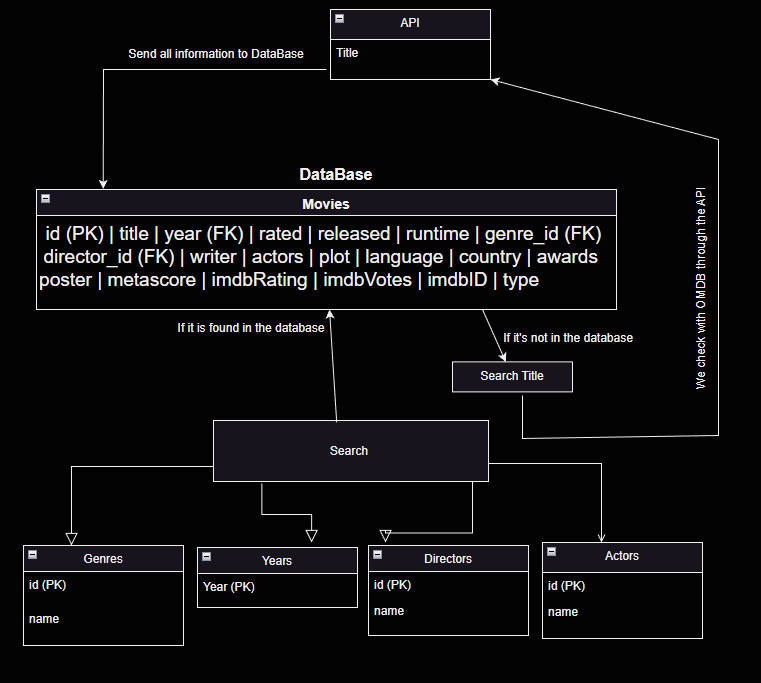 API
Title
Send all information to DataBase
DataBase
Movies
id (PK) | title | year (FK) | rated | released | runtime | genre_id (FK)
director_id (FK) | writer | actors | plot | language | country | awards
poster | metascore | imdbRating | imdbVotes | imdbID | type
If it is found in the database
If it's not in the database
Search Title
We check with OMDB through the API
Search
Genres
id (PK)
name
Years
Year (PK)
Directors
id (PK)
name
Actors
id (PK)
name